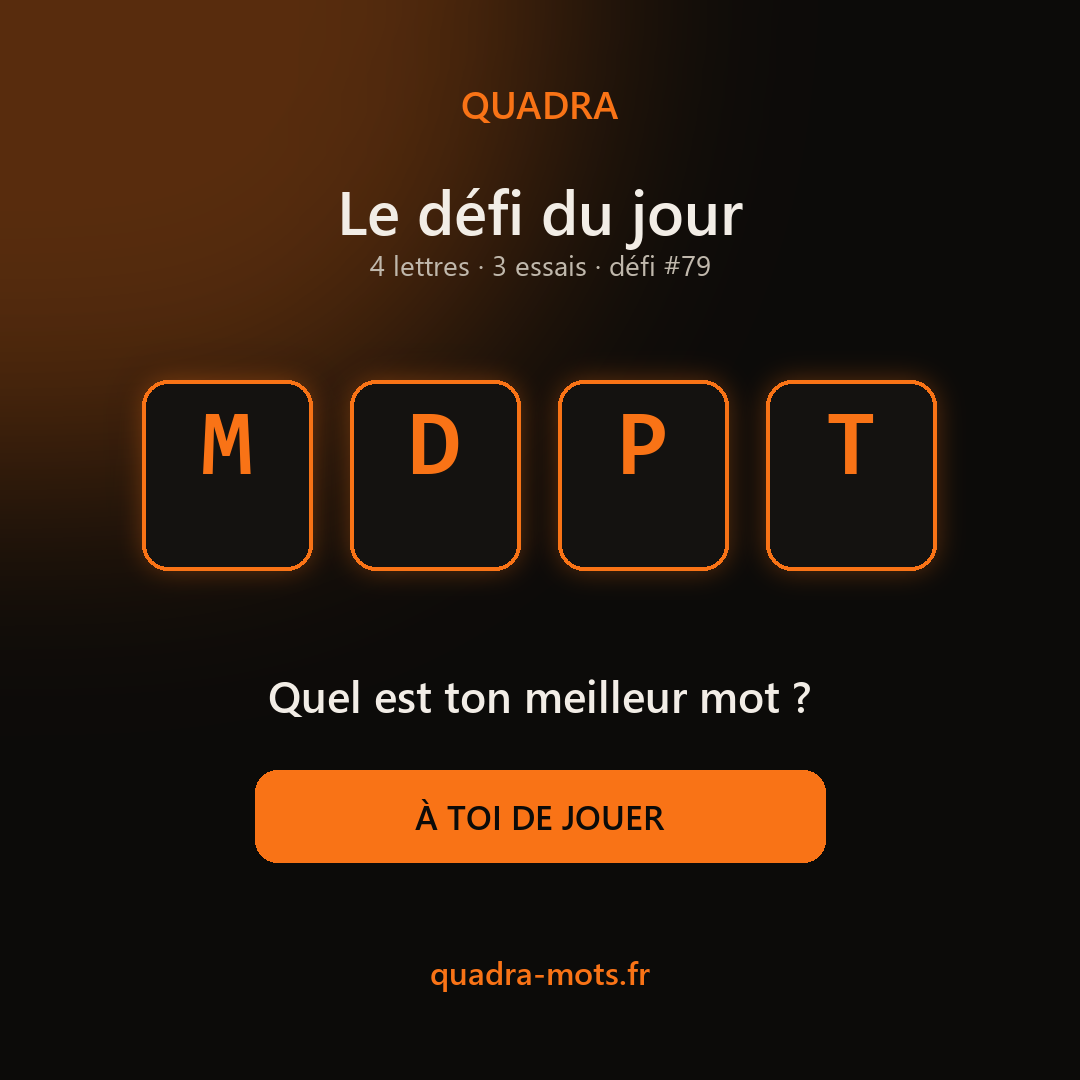 QUADRA
Le défi du jour
4 lettres · 3 essais · défi #79
M D P T
Quel est ton meilleur mot ?
À TOI DE JOUER
quadra-mots.fr